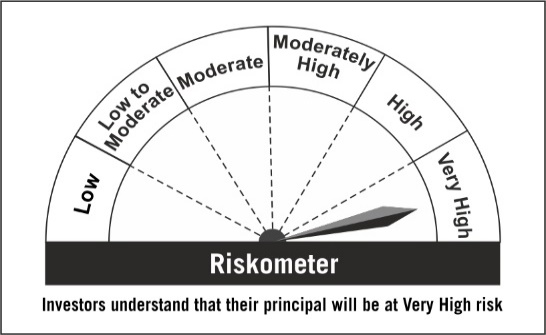 Low
Low to
Moderate
Moderate
Moderately
High
High
Very High
Riskometer
Investors understand that their principal will be at Very High risk